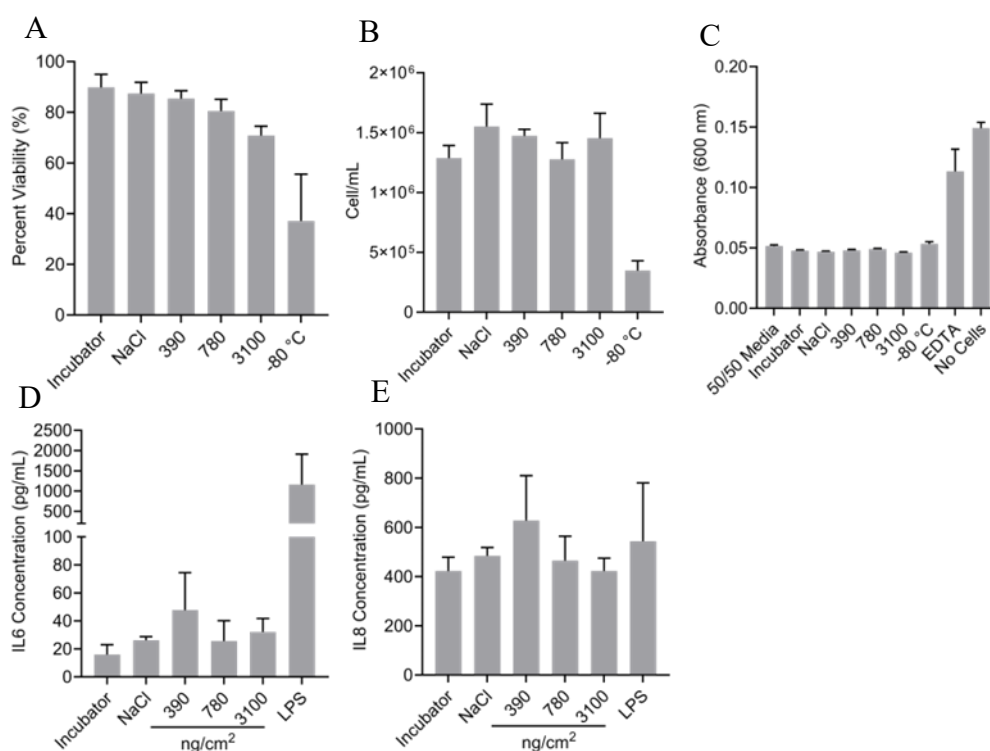 A
Percent Viability (%)
100
80
60
40
20
0
Incubator
NaCl
390
780
3100
-80 °C
B
Cell/mL
2×10⁶
1.5×10⁶
1×10⁶
5×10⁵
0
Incubator
NaCl
390
780
3100
-80 °C
C
Absorbance (600 nm)
0.20
0.15
0.10
0.05
0.00
50/50 Media
Incubator
NaCl
390
780
3100
-80 °C
EDTA
No Cells
D
IL6 Concentration (pg/mL)
2500
2000
1500
1000
500
100
80
60
40
20
0
Incubator
NaCl
390
780
3100
LPS
ng/cm²
E
IL8 Concentration (pg/mL)
1000
800
600
400
200
0
Incubator
NaCl
390
780
3100
LPS
ng/cm²